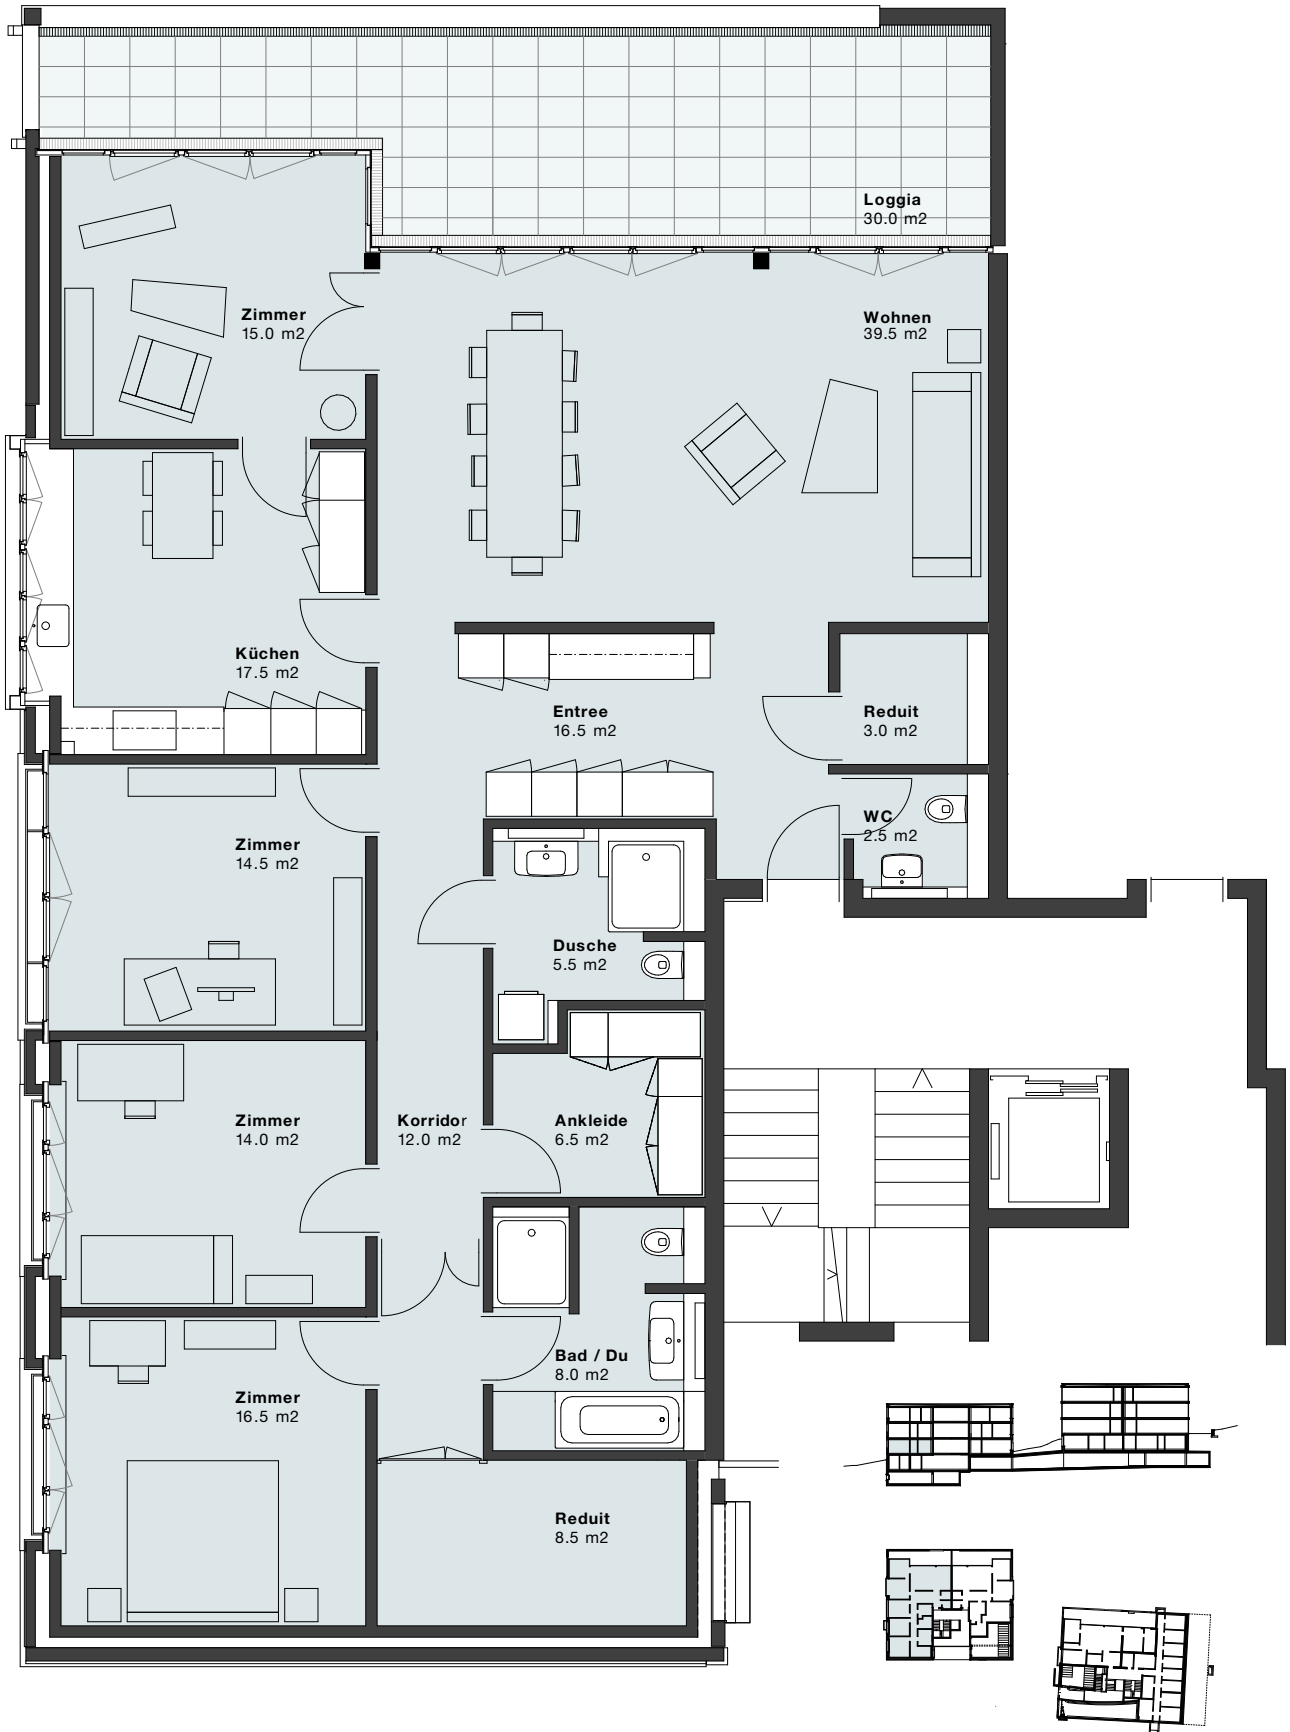 Loggia
30.0 m2
Zimmer
15.0 m2
Wohnen
39.5 m2
Küchen
17.5 m2
Entree
16.5 m2
Reduit
3.0 m2
Zimmer
14.5 m2
WC
2.5 m2
Dusche
5.5 m2
Zimmer
14.0 m2
Korridor
12.0 m2
Ankleide
6.5 m2
Bad / Du
8.0 m2
Zimmer
16.5 m2
Reduit
8.5 m2